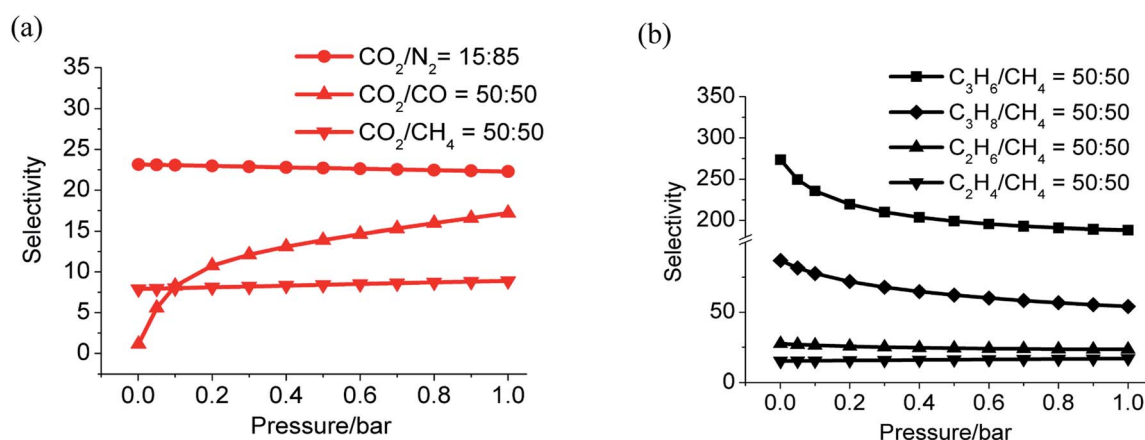 (a)
CO₂/N₂= 15:85
CO₂/CO = 50:50
CO₂/CH₄ = 50:50
35
30
25
20
15
10
5
0
Selectivity
0.0 0.2 0.4 0.6 0.8 1.0
Pressure/bar
(b)
C₃H₆/CH₄ = 50:50
C₃H₈/CH₄ = 50:50
C₂H₆/CH₄ = 50:50
C₂H₄/CH₄ = 50:50
350
300
250
200
50
0
Selectivity
0.0 0.2 0.4 0.6 0.8 1.0
Pressure/bar